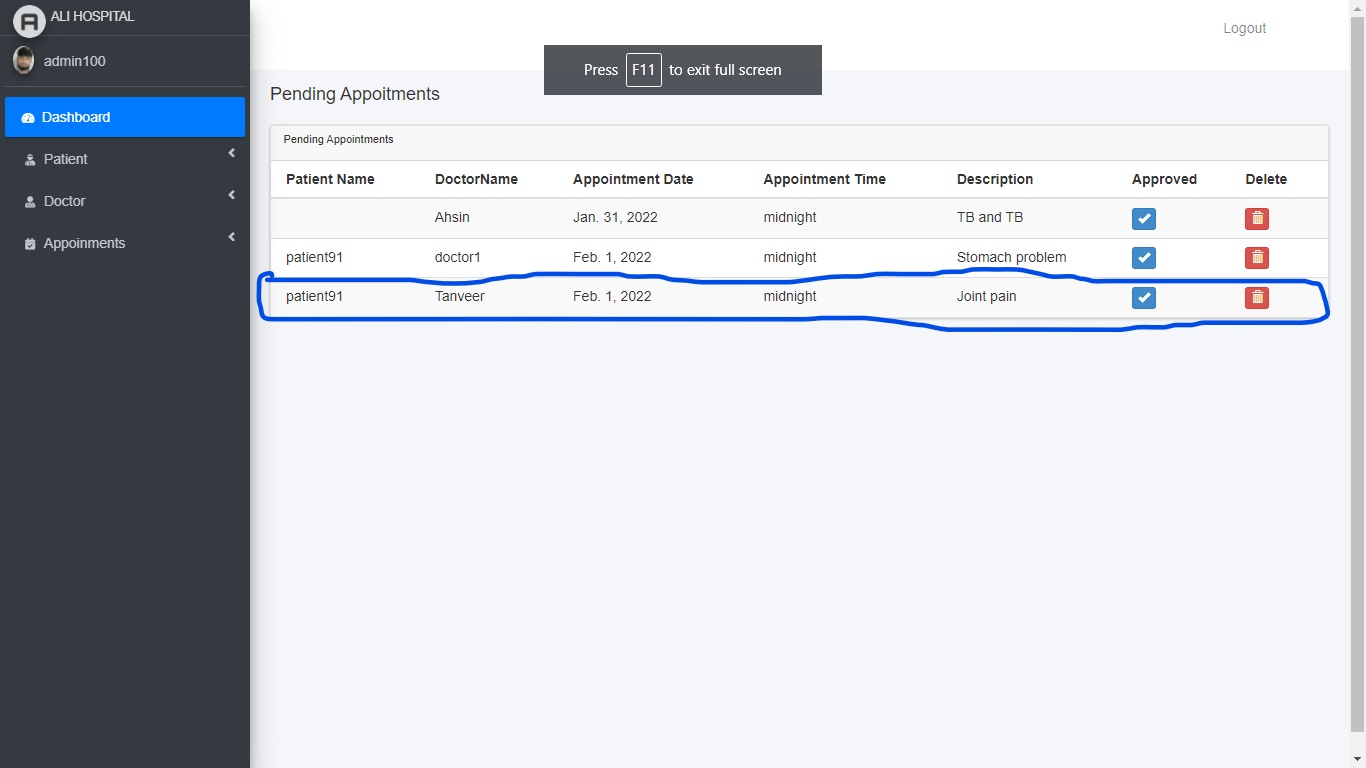 ALI HOSPITAL
admin100
Dashboard
Patient
Doctor
Appoinments
Logout
Press F11 to exit full screen
Pending Appoitments
Pending Appointments
Patient Name DoctorName Appointment Date Appointment Time Description Approved Delete
Ahsin Jan. 31, 2022 midnight TB and TB
patient91 doctor1 Feb. 1, 2022 midnight Stomach problem
patient91 Tanveer Feb. 1, 2022 midnight Joint pain